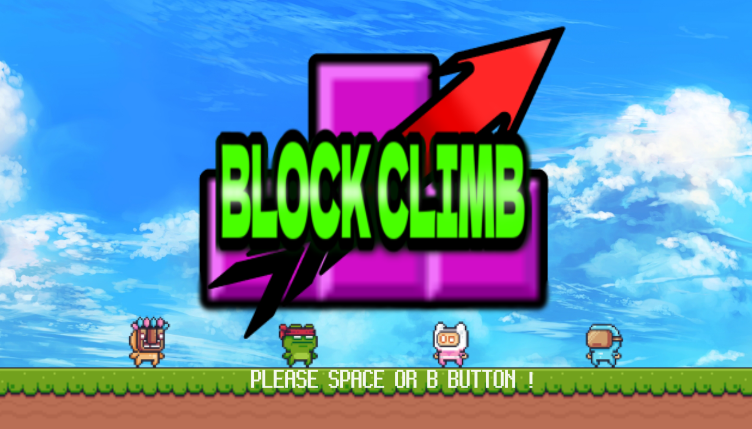 BLOCK CLIMB
PLEASE SPACE OR B BUTTON !